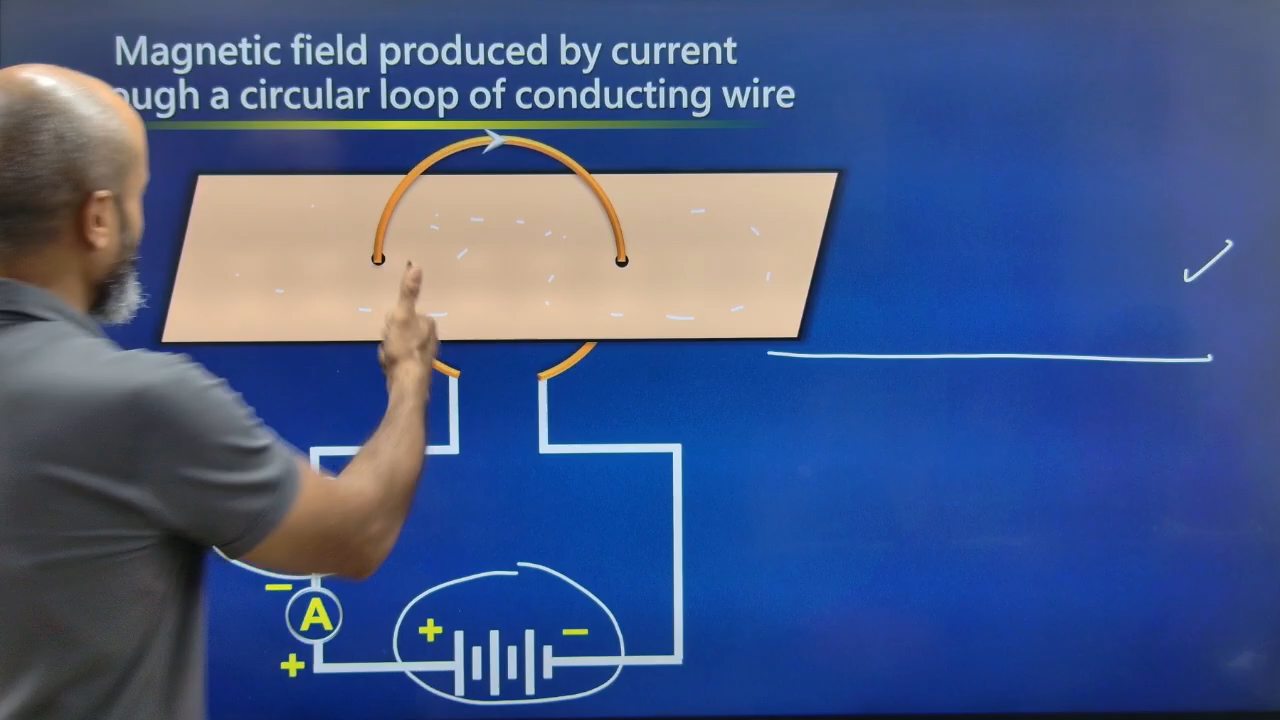 Magnetic field produced by current
ough a circular loop of conducting wire
−
A
+
+ −